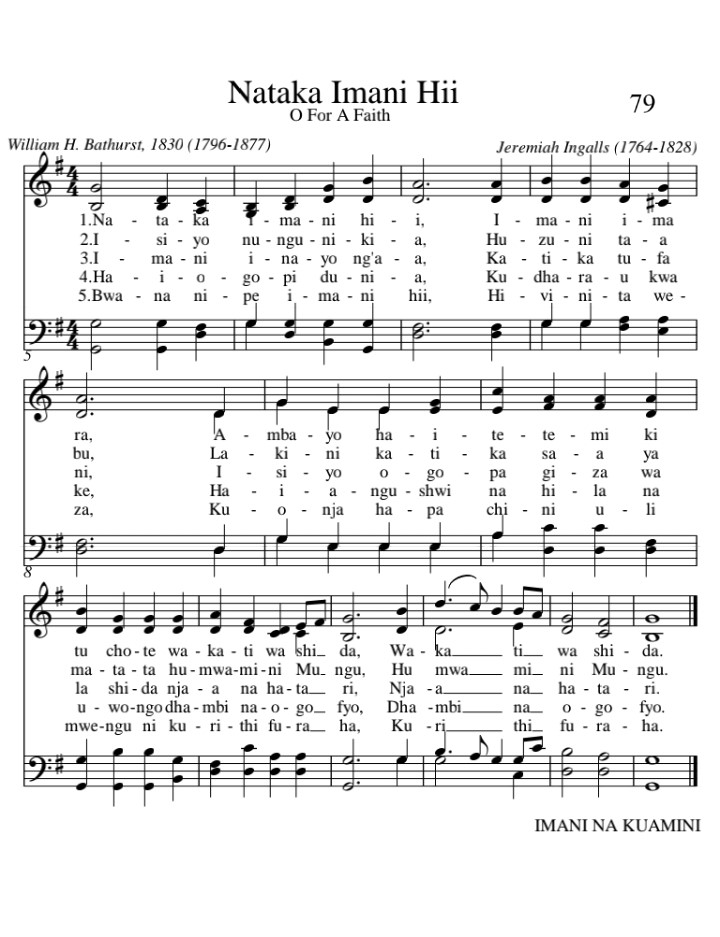 Nataka Imani Hii
79
O For A Faith
William H. Bathurst, 1830 (1796-1877)
Jeremiah Ingalls (1764-1828)
1.Na - ta - ka I - ma - ni hi - i, I - ma - ni i - ma
2.I - si - yo nu - ngu - ni - ki - a, Hu - zu - ni ta - a
3.I - ma - ni i - na - yo ng'a - a, Ka - ti - ka tu - fa
4.Ha - i - o - go - pi du - ni - a, Ku - dha - ra - u kwa
5.Bwa - na ni - pe i - ma - ni hii, Hi - vi - ni - ta we -
5
ra, A - mba - yo ha - i - te - te - mi ki
bu, La - ki - ni ka - ti - ka sa - a ya
ni, I - si - yo o - go - pa gi - za wa
ke, Ha - i - a - ngu - shwi na hi - la na
za, Ku - o - nja ha - pa chi - ni u - li
8
tu cho - te wa - ka - ti wa shi da, Wa - ka ti wa shi - da.
ma - ta - ta hu - mwa - mi - ni Mu ngu, Hu mwa mi ni Mu - ngu.
la shi - da nja - a na ha - ta ri, Nja - a na ha - ta - ri.
u - wo - ngo dha - mbi na - o - go fyo, Dha - mbi na o - go - fyo.
mwe - ngu ni ku - ri - thi fu - ra ha, Ku - ri thi fu - ra - ha.
IMANI NA KUAMINI